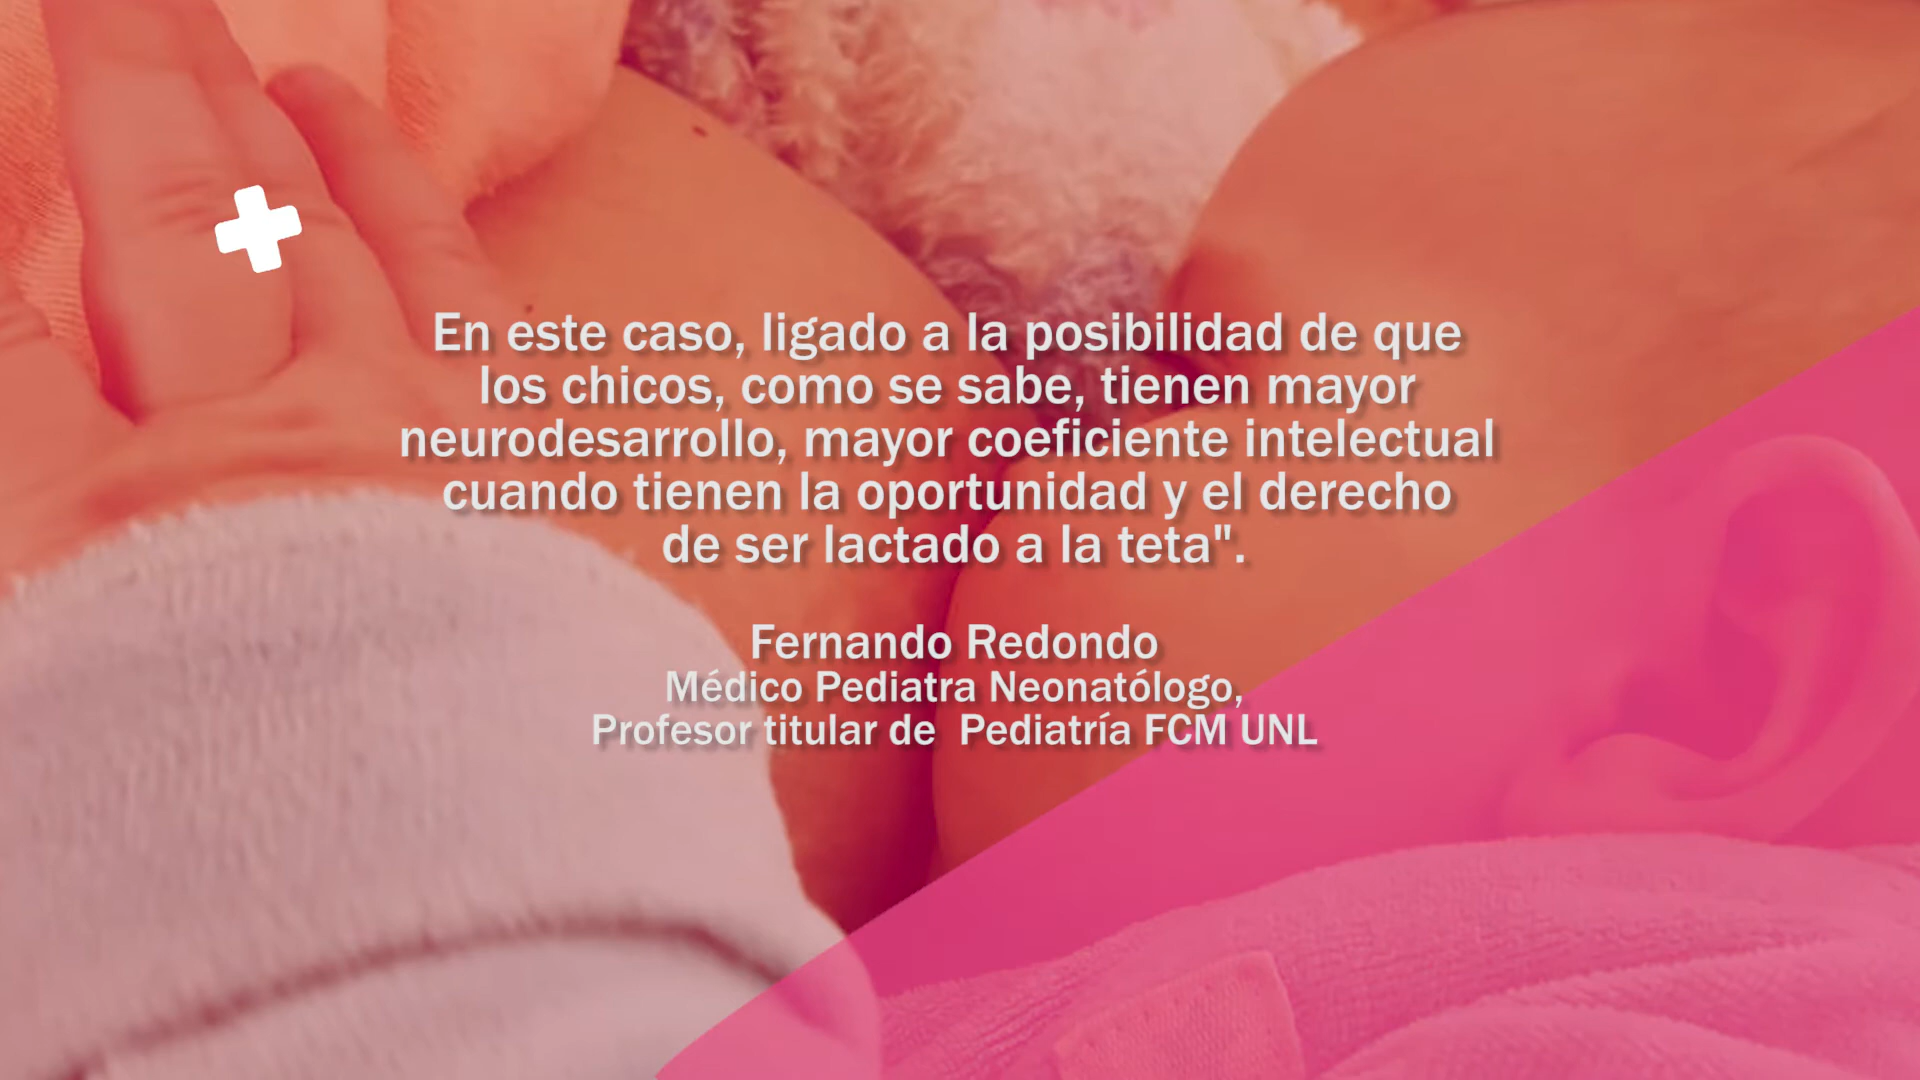 En este caso, ligado a la posibilidad de que
los chicos, como se sabe, tienen mayor
neurodesarrollo, mayor coeficiente intelectual
cuando tienen la oportunidad y el derecho
de ser lactado a la teta".
Fernando Redondo
Médico Pediatra Neonatólogo,
Profesor titular de  Pediatría FCM UNL